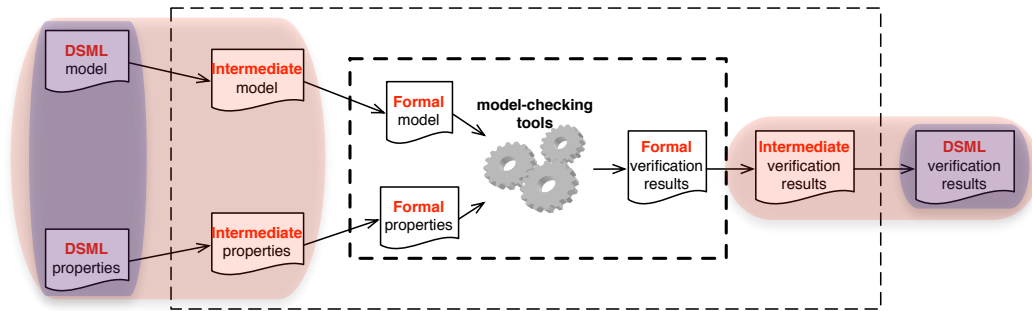 DSML
model
Intermediate
model
Formal
model
model-checking
tools
DSML
properties
Intermediate
properties
Formal
properties
Formal
verification
results
Intermediate
verification
results
DSML
verification
results